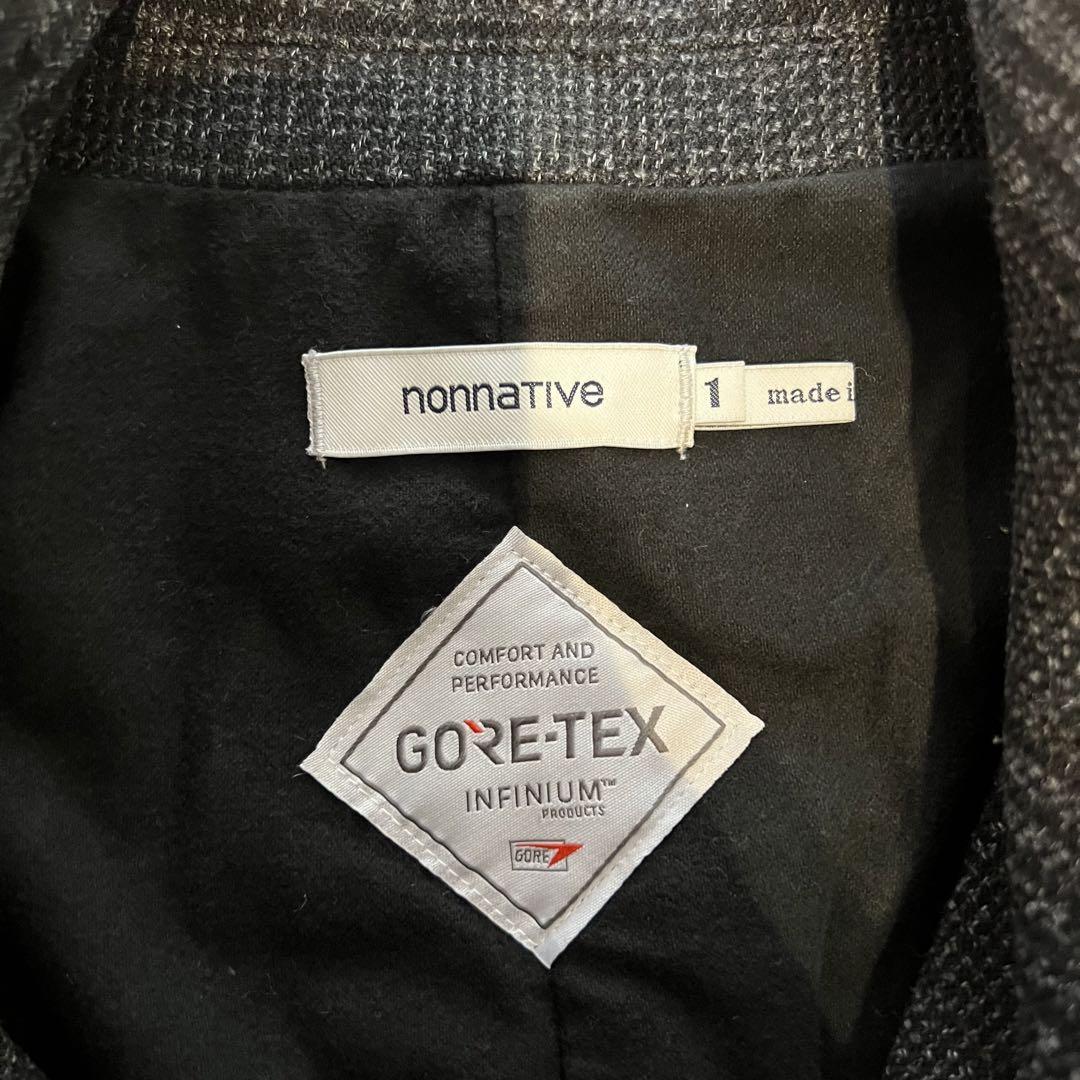 nonnative
1
made i
COMFORT AND
PERFORMANCE
GORE-TEX
INFINIUM™
PRODUCTS
GORE